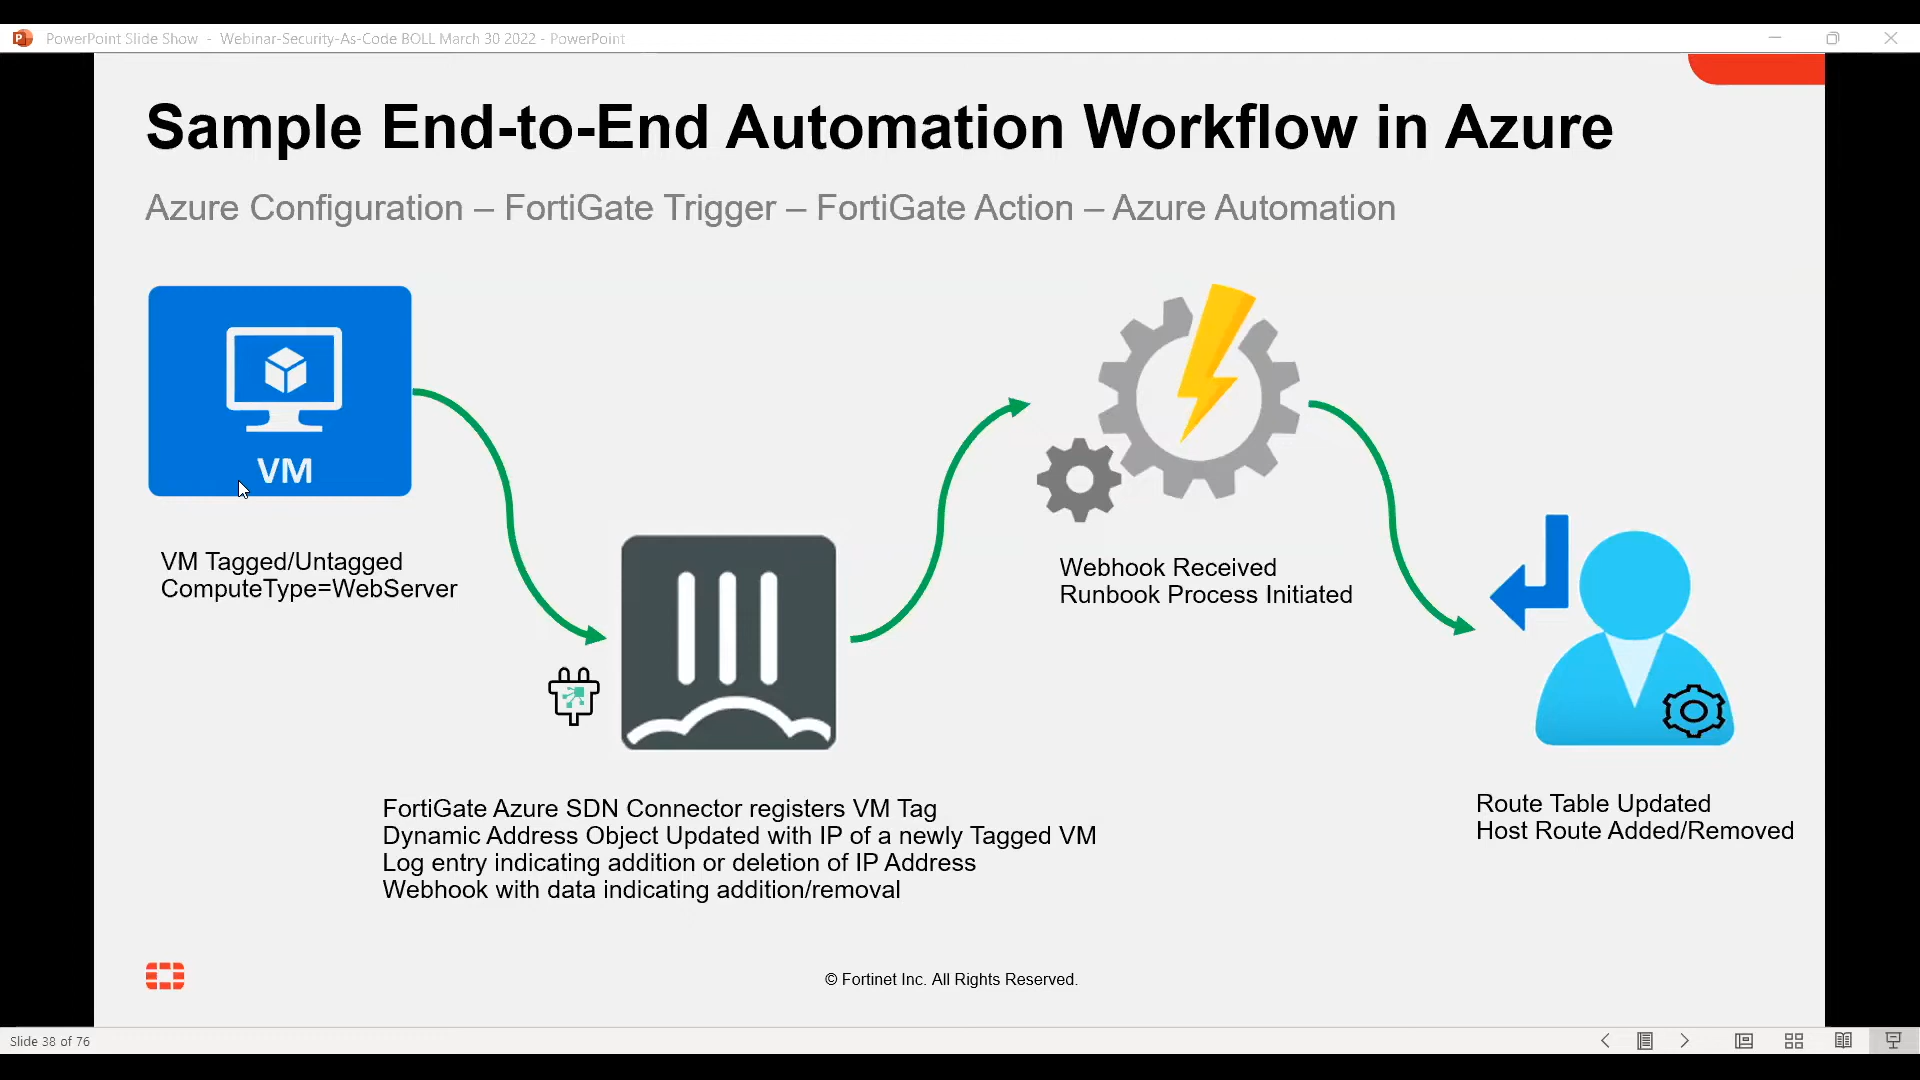 PowerPoint Slide Show - Webinar-Security-As-Code BOLL March 30 2022 - PowerPoint
Sample End-to-End Automation Workflow in Azure
Azure Configuration – FortiGate Trigger – FortiGate Action – Azure Automation
VM
VM Tagged/Untagged
ComputeType=WebServer
FortiGate Azure SDN Connector registers VM Tag
Dynamic Address Object Updated with IP of a newly Tagged VM
Log entry indicating addition or deletion of IP Address
Webhook with data indicating addition/removal
Webhook Received
Runbook Process Initiated
Route Table Updated
Host Route Added/Removed
© Fortinet Inc. All Rights Reserved.
Slide 38 of 76